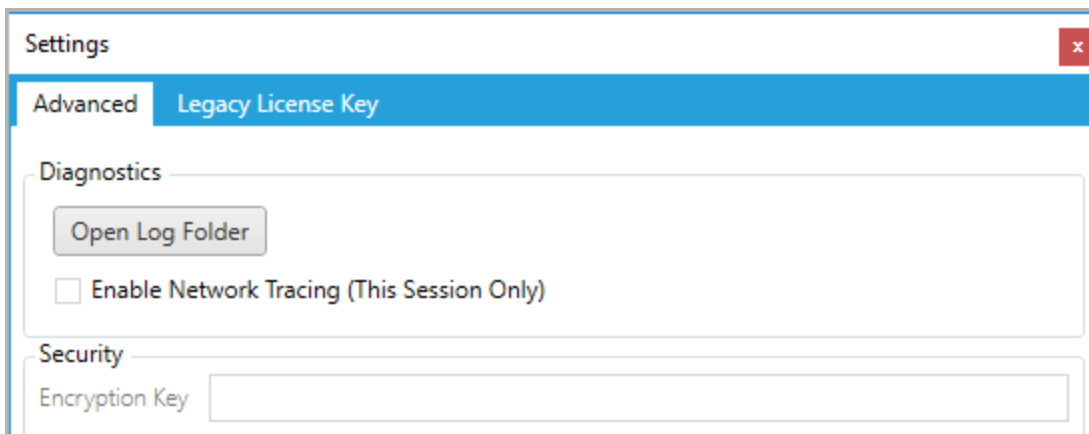 Settings
x
Advanced Legacy License Key
Diagnostics
Open Log Folder
Enable Network Tracing (This Session Only)
Security
Encryption Key